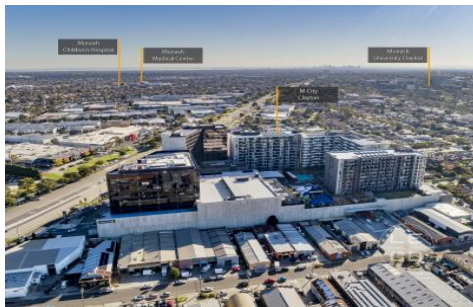 Monash
Children's Hospital
Monash
Medical Centre
Monash
University Clayton
M-City
Clayton